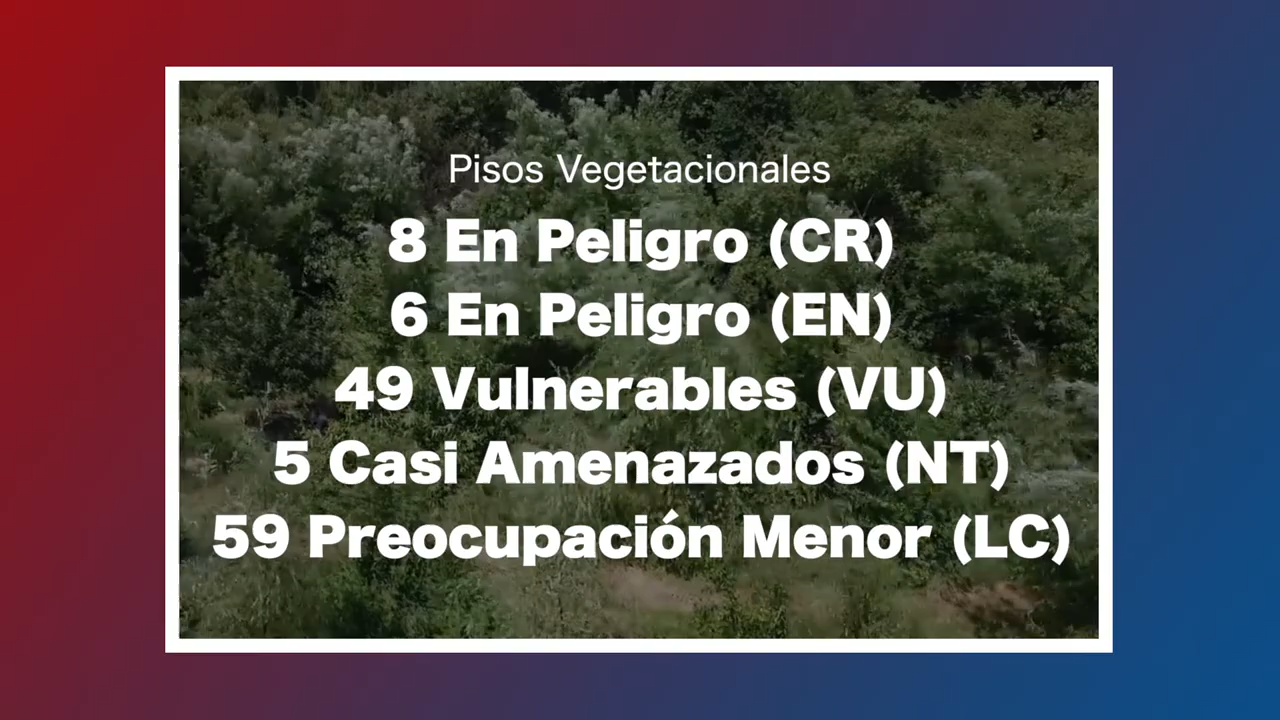 Pisos Vegetacionales
8 En Peligro (CR)
6 En Peligro (EN)
49 Vulnerables (VU)
5 Casi Amenazados (NT)
59 Preocupación Menor (LC)